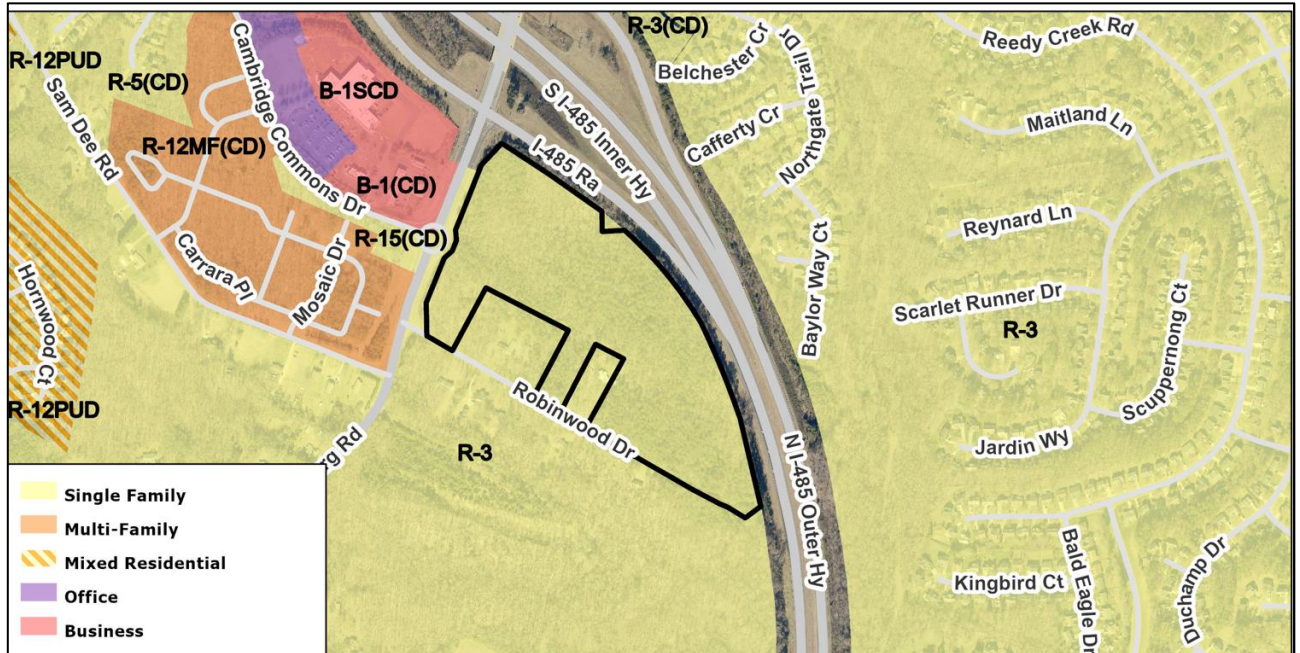 R-12PUD
R-5(CD)
Sam Dee Rd
Cambridge Commons Dr
B-1SCD
R-12MF(CD)
B-1(CD)
R-15(CD)
Carrara Pl
Mosaic Dr
Hornwood Ct
R-12PUD
rg Rd
R-3
Robinwood Dr
I-485 Ra
S I-485 Inner Hy
N I-485 Outer Hy
R-3(CD)
Belchester Cr
Northgate Trail Dr
Cafferty Cr
Baylor Way Ct
Reedy Creek Rd
Maitland Ln
Reynard Ln
Scarlet Runner Dr
R-3
Scuppernong Ct
Jardin Wy
Kingbird Ct
Bald Eagle Dr
Duchamp Dr
Single Family
Multi-Family
Mixed Residential
Office
Business